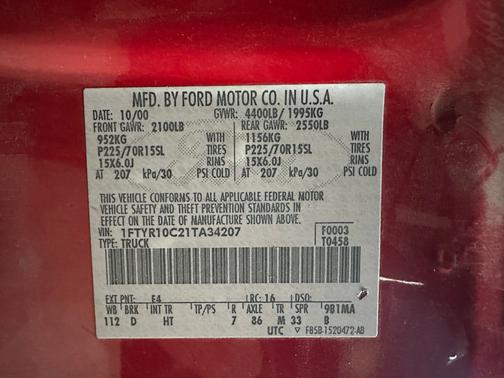 MFD. BY FORD MOTOR CO. IN U.S.A.
DATE: 10/00 GVWR: 4400LB/ 1995KG
FRONT GAWR: 2100LB REAR GAWR: 2550LB
952KG WITH 1156KG WITH
P225/70R15SL TIRES P225/70R15SL TIRES
15X6.0J RIMS 15X6.0J RIMS
AT 207 kPa/30 PSI COLD AT 207 kPa/30 PSI COLD
THIS VEHICLE CONFORMS TO ALL APPLICABLE FEDERAL MOTOR
VEHICLE SAFETY AND THEFT PREVENTION STANDARDS IN
EFFECT ON THE DATE OF MANUFACTURE SHOWN ABOVE.
VIN: 1FTYR10C21TA34207 F0003
TYPE: TRUCK T0458
EXT PNT: E4 RC: 16 DSO:
WB BRK INT TR TP/PS R AXLE TR SPR 9B1MA
112 D HT 7 86 M 33 B
UTC ▽ F85B-1520472-AB